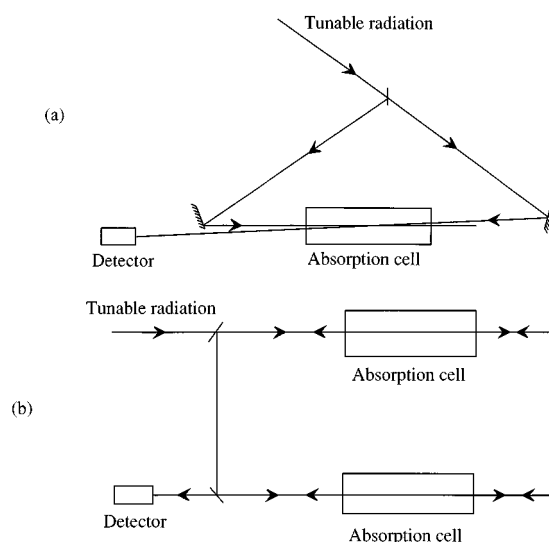 Tunable radiation
(a)
Detector
Absorption cell
Tunable radiation
Absorption cell
(b)
Detector
Absorption cell